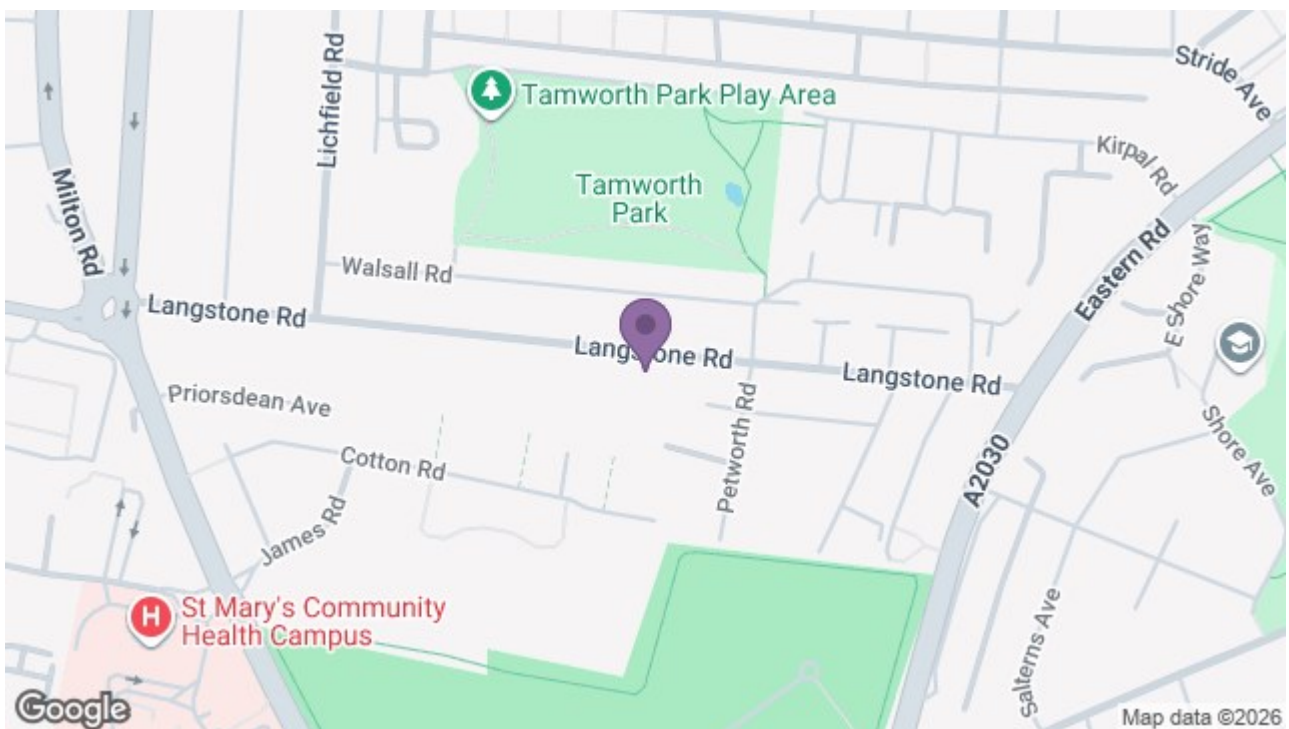 Stride Ave
Lichfield Rd
Tamworth Park Play Area
Kirpal Rd
Tamworth
Park
Milton Rd
Eastern Rd
E Shore Way
Walsall Rd
Langstone Rd
Langstone Rd
Langstone Rd
Priorsdean Ave
Petworth Rd
Shore Ave
Cotton Rd
A2030
James Rd
H
St Mary's Community
Health Campus
Salterns Ave
Google
Map data ©2026